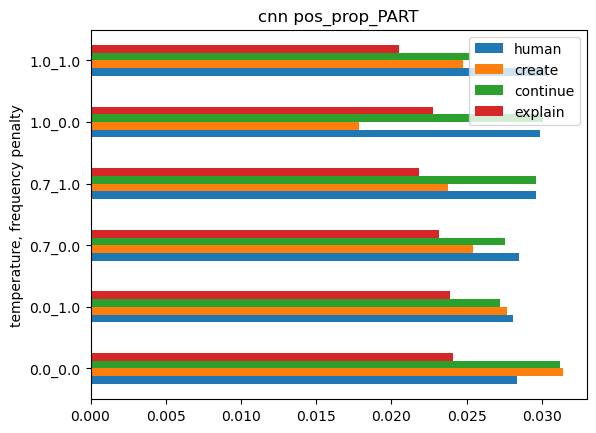 cnn pos_prop_PART
human
create
continue
explain
temperature, frequency penalty
1.0_1.0
1.0_0.0
0.7_1.0
0.7_0.0
0.0_1.0
0.0_0.0
0.000 0.005 0.010 0.015 0.020 0.025 0.030